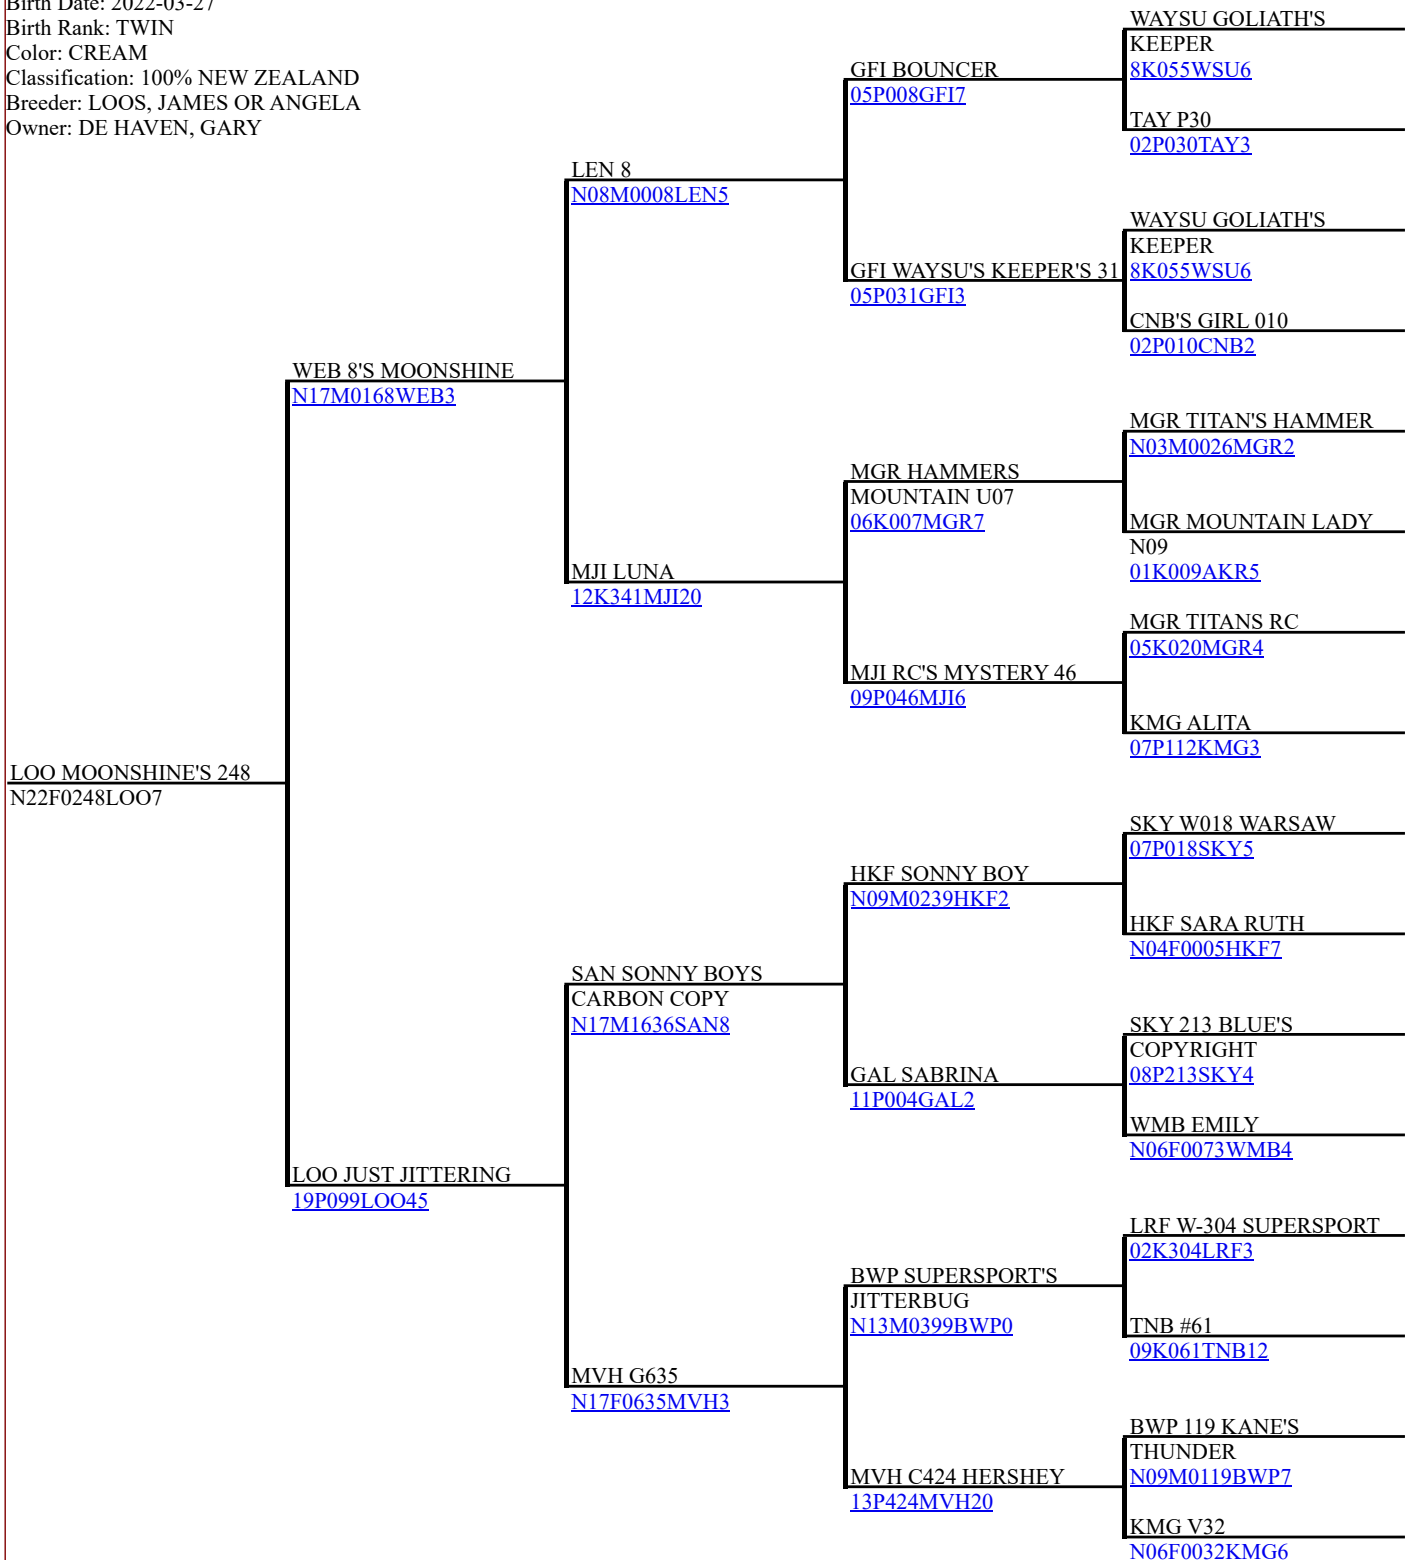 Birth Date: 2022-03-27
Birth Rank: TWIN
Color: CREAM
Classification: 100% NEW ZEALAND
Breeder: LOOS, JAMES OR ANGELA
Owner: DE HAVEN, GARY
WAYSU GOLIATH'S
KEEPER
8K055WSU6
GFI BOUNCER
05P008GFI7
TAY P30
02P030TAY3
LEN 8
N08M0008LEN5
WAYSU GOLIATH'S
KEEPER
8K055WSU6
GFI WAYSU'S KEEPER'S 31
05P031GFI3
CNB'S GIRL 010
02P010CNB2
WEB 8'S MOONSHINE
N17M0168WEB3
MGR TITAN'S HAMMER
N03M0026MGR2
MGR HAMMERS
MOUNTAIN U07
06K007MGR7
MGR MOUNTAIN LADY
N09
01K009AKR5
MJI LUNA
12K341MJI20
MGR TITANS RC
05K020MGR4
MJI RC'S MYSTERY 46
09P046MJI6
KMG ALITA
07P112KMG3
LOO MOONSHINE'S 248
N22F0248LOO7
SKY W018 WARSAW
07P018SKY5
HKF SONNY BOY
N09M0239HKF2
HKF SARA RUTH
N04F0005HKF7
SAN SONNY BOYS
CARBON COPY
N17M1636SAN8
SKY 213 BLUE'S
COPYRIGHT
08P213SKY4
GAL SABRINA
11P004GAL2
WMB EMILY
N06F0073WMB4
LOO JUST JITTERING
19P099LOO45
LRF W-304 SUPERSPORT
02K304LRF3
BWP SUPERSPORT'S
JITTERBUG
N13M0399BWP0
TNB #61
09K061TNB12
MVH G635
N17F0635MVH3
BWP 119 KANE'S
THUNDER
N09M0119BWP7
MVH C424 HERSHEY
13P424MVH20
KMG V32
N06F0032KMG6